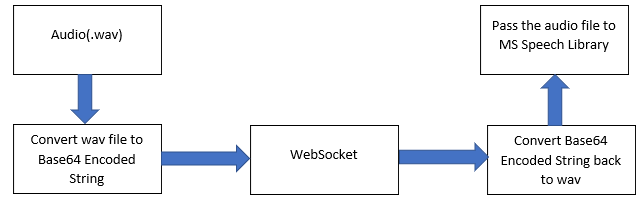 Audio(.wav)
Convert wav file to
Base64 Encoded
String
WebSocket
Convert Base64
Encoded String back
to wav
Pass the audio file to
MS Speech Library